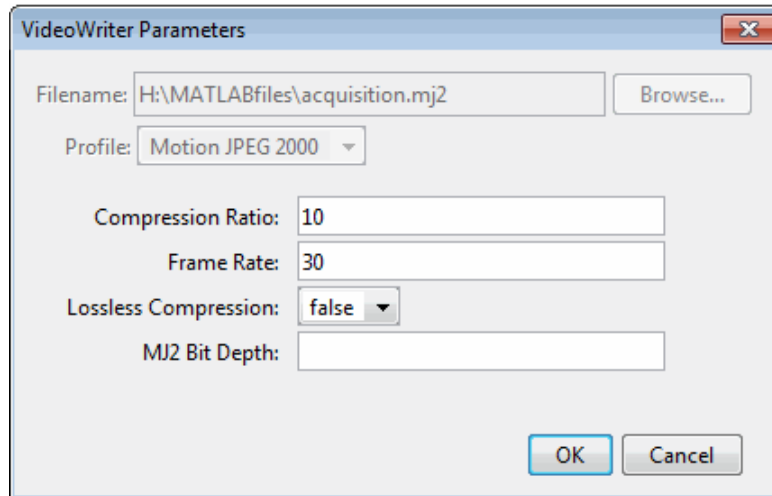 VideoWriter Parameters
Filename: H:\MATLABfiles\acquisition.mj2 Browse...
Profile: Motion JPEG 2000
Compression Ratio: 10
Frame Rate: 30
Lossless Compression: false
MJ2 Bit Depth:
OK Cancel